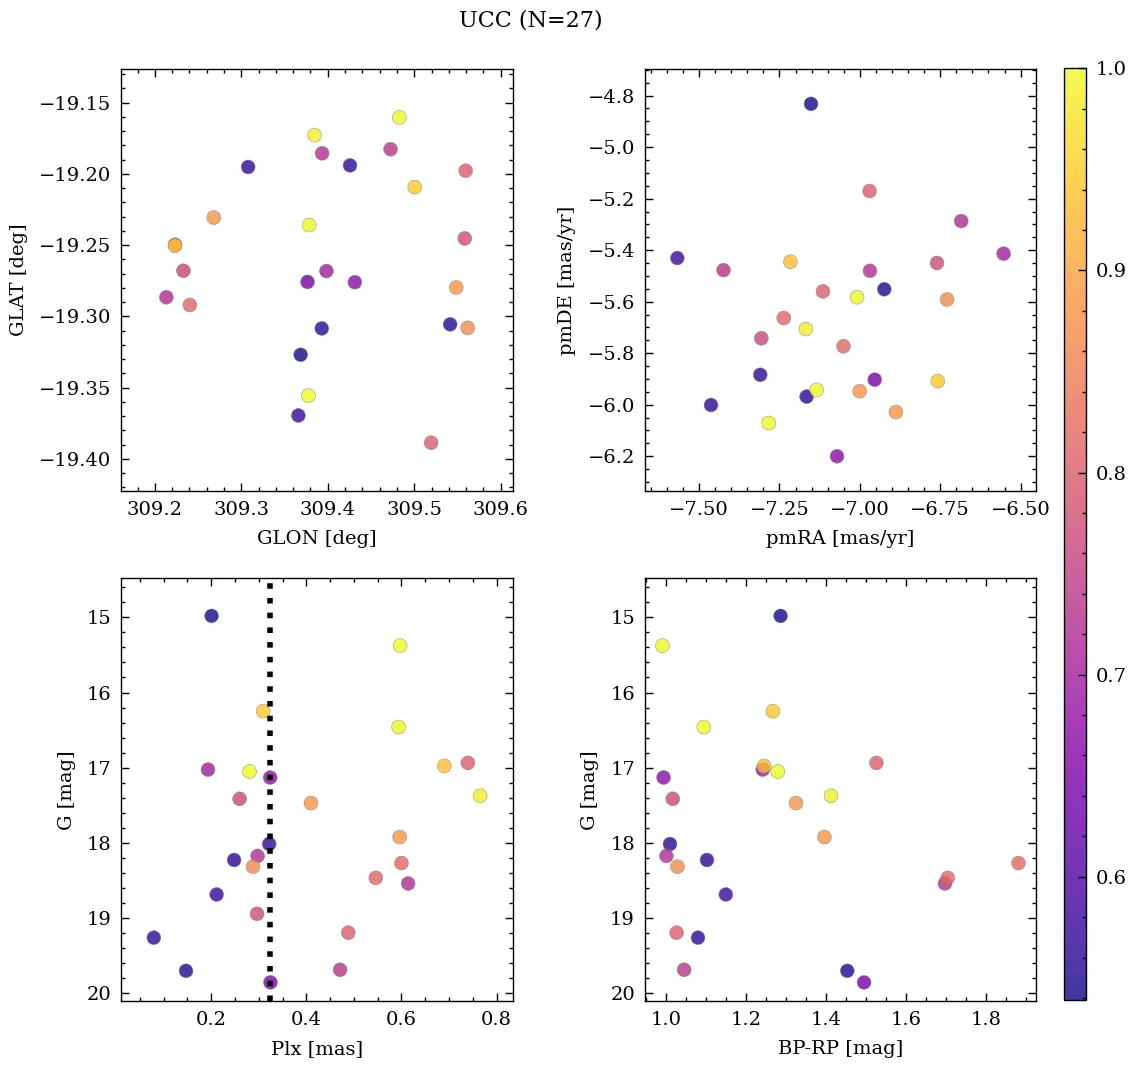 UCC (N=27)
−19.15
−19.20
−19.25
−19.30
−19.35
−19.40
GLAT [deg]
309.2 309.3 309.4 309.5 309.6
GLON [deg]
−4.8
−5.0
−5.2
−5.4
−5.6
−5.8
−6.0
−6.2
pmDE [mas/yr]
−7.50 −7.25 −7.00 −6.75 −6.50
pmRA [mas/yr]
15
16
17
18
19
20
G [mag]
0.2 0.4 0.6 0.8
Plx [mas]
15
16
17
18
19
20
G [mag]
1.0 1.2 1.4 1.6 1.8
BP-RP [mag]
1.0
0.9
0.8
0.7
0.6